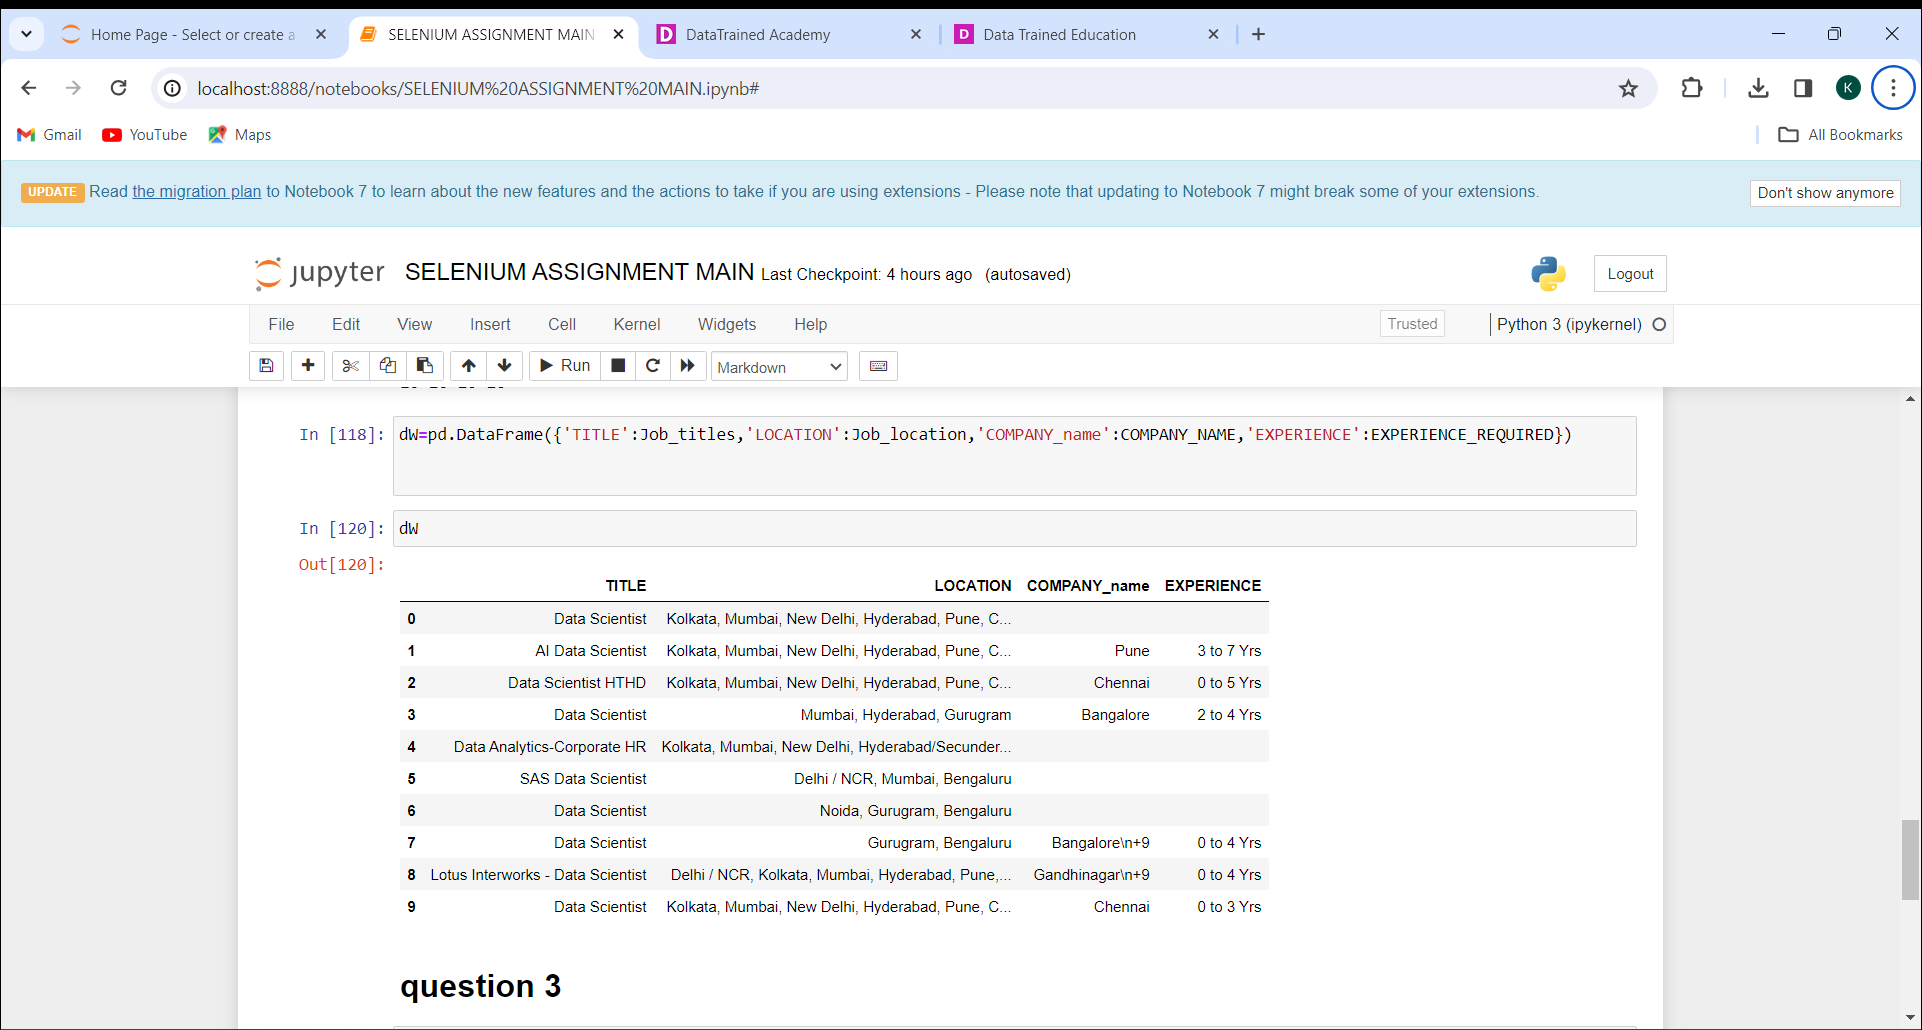 Home Page - Select or create a
SELENIUM ASSIGNMENT MAIN
DataTrained Academy
Data Trained Education
localhost:8888/notebooks/SELENIUM%20ASSIGNMENT%20MAIN.ipynb#
K
Gmail
YouTube
Maps
All Bookmarks
UPDATE Read the migration plan to Notebook 7 to learn about the new features and the actions to take if you are using extensions - Please note that updating to Notebook 7 might break some of your extensions.
Don't show anymore
jupyter SELENIUM ASSIGNMENT MAIN Last Checkpoint: 4 hours ago (autosaved)
Logout
File Edit View Insert Cell Kernel Widgets Help
Trusted
Python 3 (ipykernel)
Run
Markdown
In [118]: dW=pd.DataFrame({'TITLE':Job_titles,'LOCATION':Job_location,'COMPANY_name':COMPANY_NAME,'EXPERIENCE':EXPERIENCE_REQUIRED})
In [120]: dW
Out[120]:
TITLE LOCATION COMPANY_name EXPERIENCE
0 Data Scientist Kolkata, Mumbai, New Delhi, Hyderabad, Pune, C...
1 AI Data Scientist Kolkata, Mumbai, New Delhi, Hyderabad, Pune, C... Pune 3 to 7 Yrs
2 Data Scientist HTHD Kolkata, Mumbai, New Delhi, Hyderabad, Pune, C... Chennai 0 to 5 Yrs
3 Data Scientist Mumbai, Hyderabad, Gurugram Bangalore 2 to 4 Yrs
4 Data Analytics-Corporate HR Kolkata, Mumbai, New Delhi, Hyderabad/Secunder...
5 SAS Data Scientist Delhi / NCR, Mumbai, Bengaluru
6 Data Scientist Noida, Gurugram, Bengaluru
7 Data Scientist Gurugram, Bengaluru Bangalore\n+9 0 to 4 Yrs
8 Lotus Interworks - Data Scientist Delhi / NCR, Kolkata, Mumbai, Hyderabad, Pune,... Gandhinagar\n+9 0 to 4 Yrs
9 Data Scientist Kolkata, Mumbai, New Delhi, Hyderabad, Pune, C... Chennai 0 to 3 Yrs
question 3